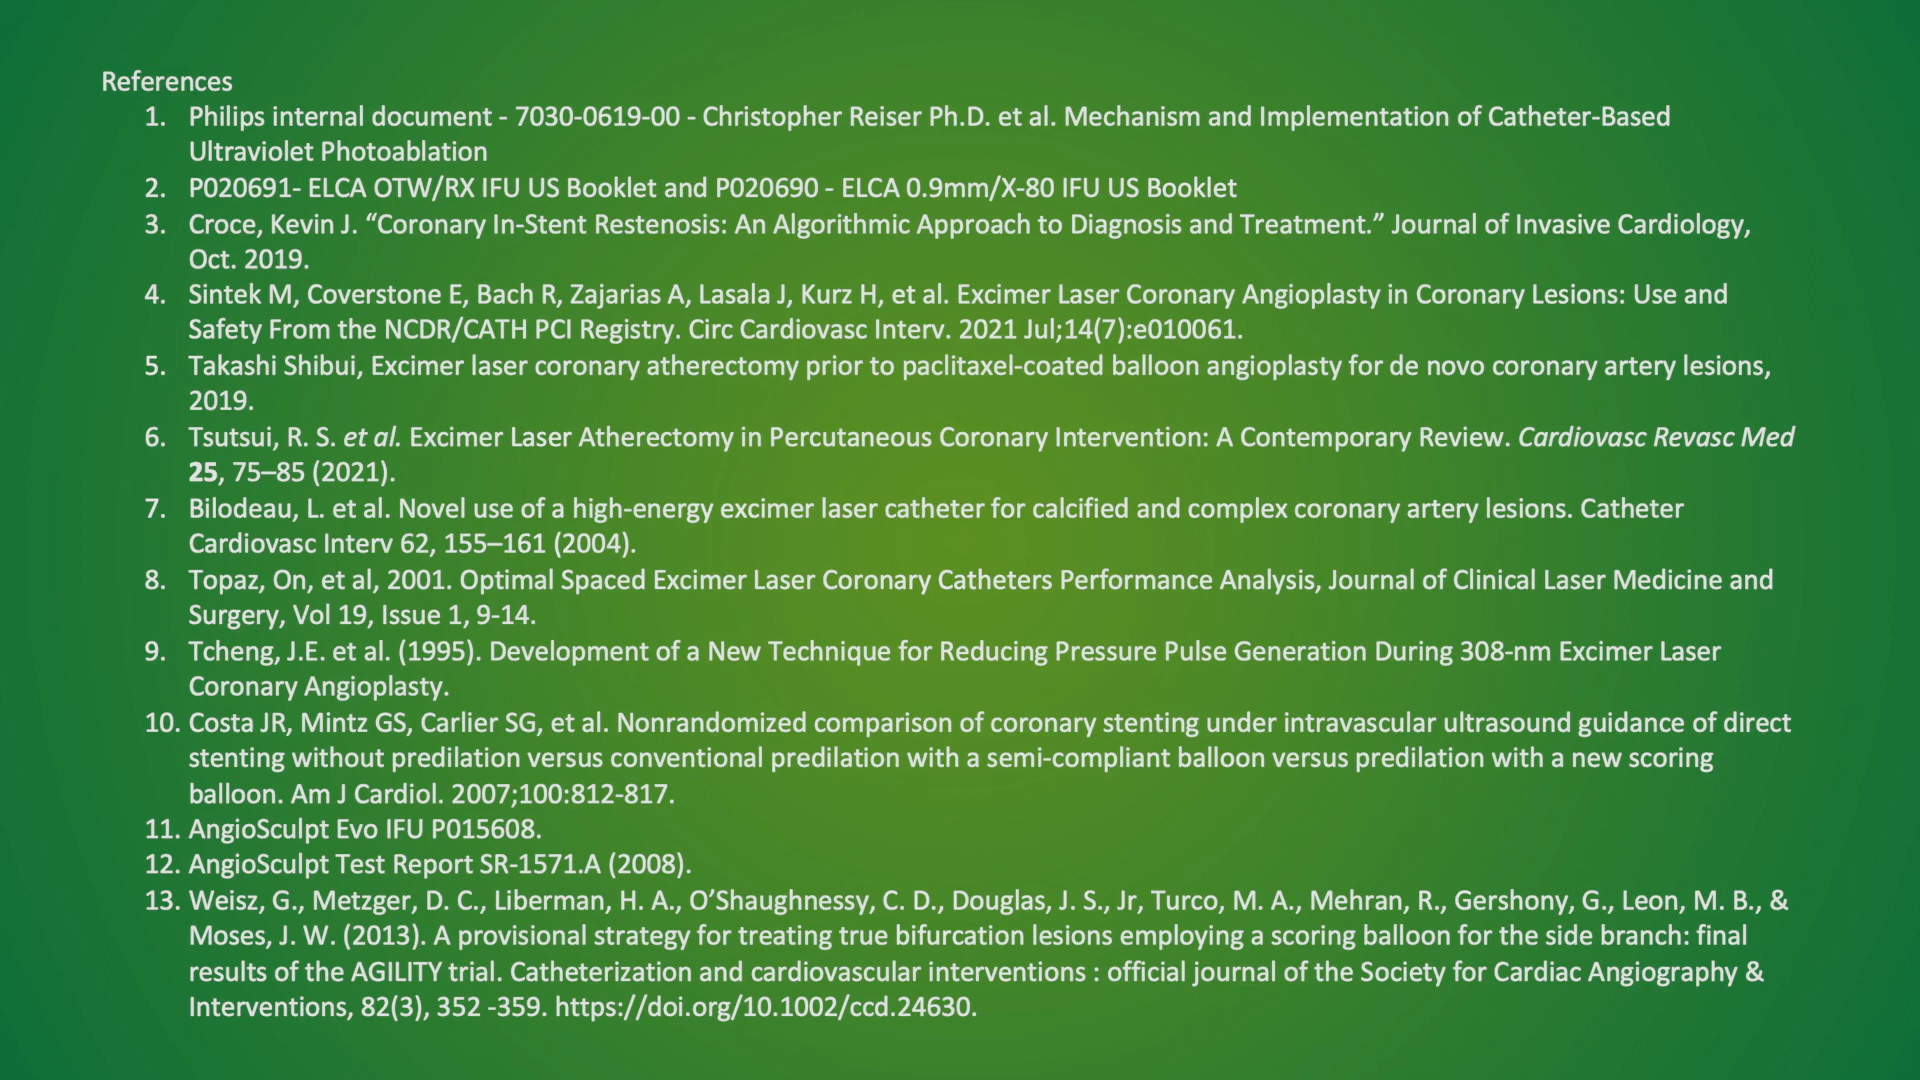 References
1. Philips internal document - 7030-0619-00 - Christopher Reiser Ph.D. et al. Mechanism and Implementation of Catheter-Based
Ultraviolet Photoablation
2. P020691- ELCA OTW/RX IFU US Booklet and P020690 - ELCA 0.9mm/X-80 IFU US Booklet
3. Croce, Kevin J. “Coronary In-Stent Restenosis: An Algorithmic Approach to Diagnosis and Treatment.” Journal of Invasive Cardiology,
Oct. 2019.
4. Sintek M, Coverstone E, Bach R, Zajarias A, Lasala J, Kurz H, et al. Excimer Laser Coronary Angioplasty in Coronary Lesions: Use and
Safety From the NCDR/CATH PCI Registry. Circ Cardiovasc Interv. 2021 Jul;14(7):e010061.
5. Takashi Shibui, Excimer laser coronary atherectomy prior to paclitaxel-coated balloon angioplasty for de novo coronary artery lesions,
2019.
6. Tsutsui, R. S. et al. Excimer Laser Atherectomy in Percutaneous Coronary Intervention: A Contemporary Review. Cardiovasc Revasc Med
25, 75–85 (2021).
7. Bilodeau, L. et al. Novel use of a high-energy excimer laser catheter for calcified and complex coronary artery lesions. Catheter
Cardiovasc Interv 62, 155–161 (2004).
8. Topaz, On, et al, 2001. Optimal Spaced Excimer Laser Coronary Catheters Performance Analysis, Journal of Clinical Laser Medicine and
Surgery, Vol 19, Issue 1, 9-14.
9. Tcheng, J.E. et al. (1995). Development of a New Technique for Reducing Pressure Pulse Generation During 308-nm Excimer Laser
Coronary Angioplasty.
10. Costa JR, Mintz GS, Carlier SG, et al. Nonrandomized comparison of coronary stenting under intravascular ultrasound guidance of direct
stenting without predilation versus conventional predilation with a semi-compliant balloon versus predilation with a new scoring
balloon. Am J Cardiol. 2007;100:812-817.
11. AngioSculpt Evo IFU P015608.
12. AngioSculpt Test Report SR-1571.A (2008).
13. Weisz, G., Metzger, D. C., Liberman, H. A., O’Shaughnessy, C. D., Douglas, J. S., Jr, Turco, M. A., Mehran, R., Gershony, G., Leon, M. B., &
Moses, J. W. (2013). A provisional strategy for treating true bifurcation lesions employing a scoring balloon for the side branch: final
results of the AGILITY trial. Catheterization and cardiovascular interventions : official journal of the Society for Cardiac Angiography &
Interventions, 82(3), 352 -359. https://doi.org/10.1002/ccd.24630.